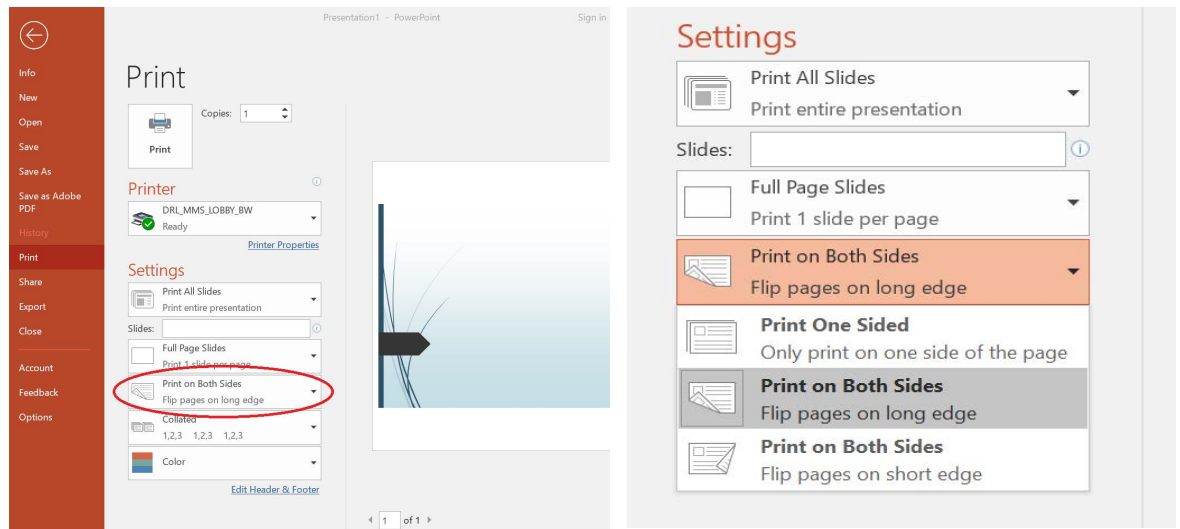 Presentation1 - PowerPoint
Sign in
Info
New
Open
Save
Save As
Save as Adobe
PDF
History
Print
Share
Export
Close
Account
Feedback
Options
Print
Copies: 1
Print
Printer
DRL_MMS_LOBBY_BW
Ready
Printer Properties
Settings
Print All Slides
Print entire presentation
Slides:
Full Page Slides
Print 1 slide per page
Print on Both Sides
Flip pages on long edge
Collated
1,2,3 1,2,3 1,2,3
Color
Edit Header & Footer
1 of 1
Settings
Print All Slides
Print entire presentation
Slides:
Full Page Slides
Print 1 slide per page
Print on Both Sides
Flip pages on long edge
Print One Sided
Only print on one side of the page
Print on Both Sides
Flip pages on long edge
Print on Both Sides
Flip pages on short edge